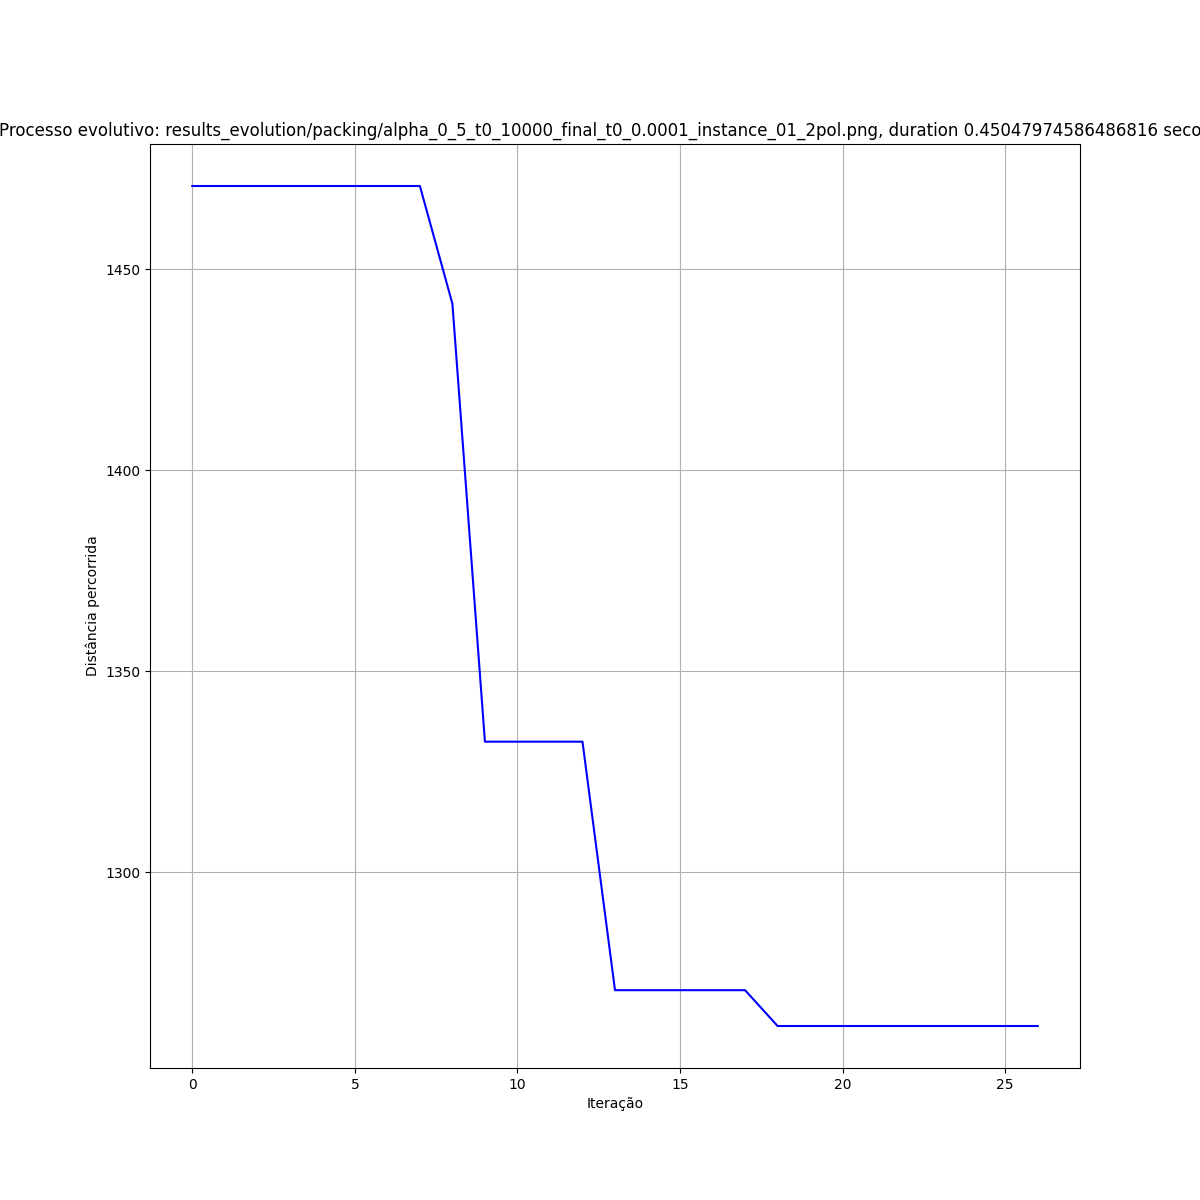 Processo evolutivo: results_evolution/packing/alpha_0_5_t0_10000_final_t0_0.0001_instance_01_2pol.png, duration 0.45047974586486816 seco
1450
1400
1350
1300
Distância percorrida
0 5 10 15 20 25
Iteração